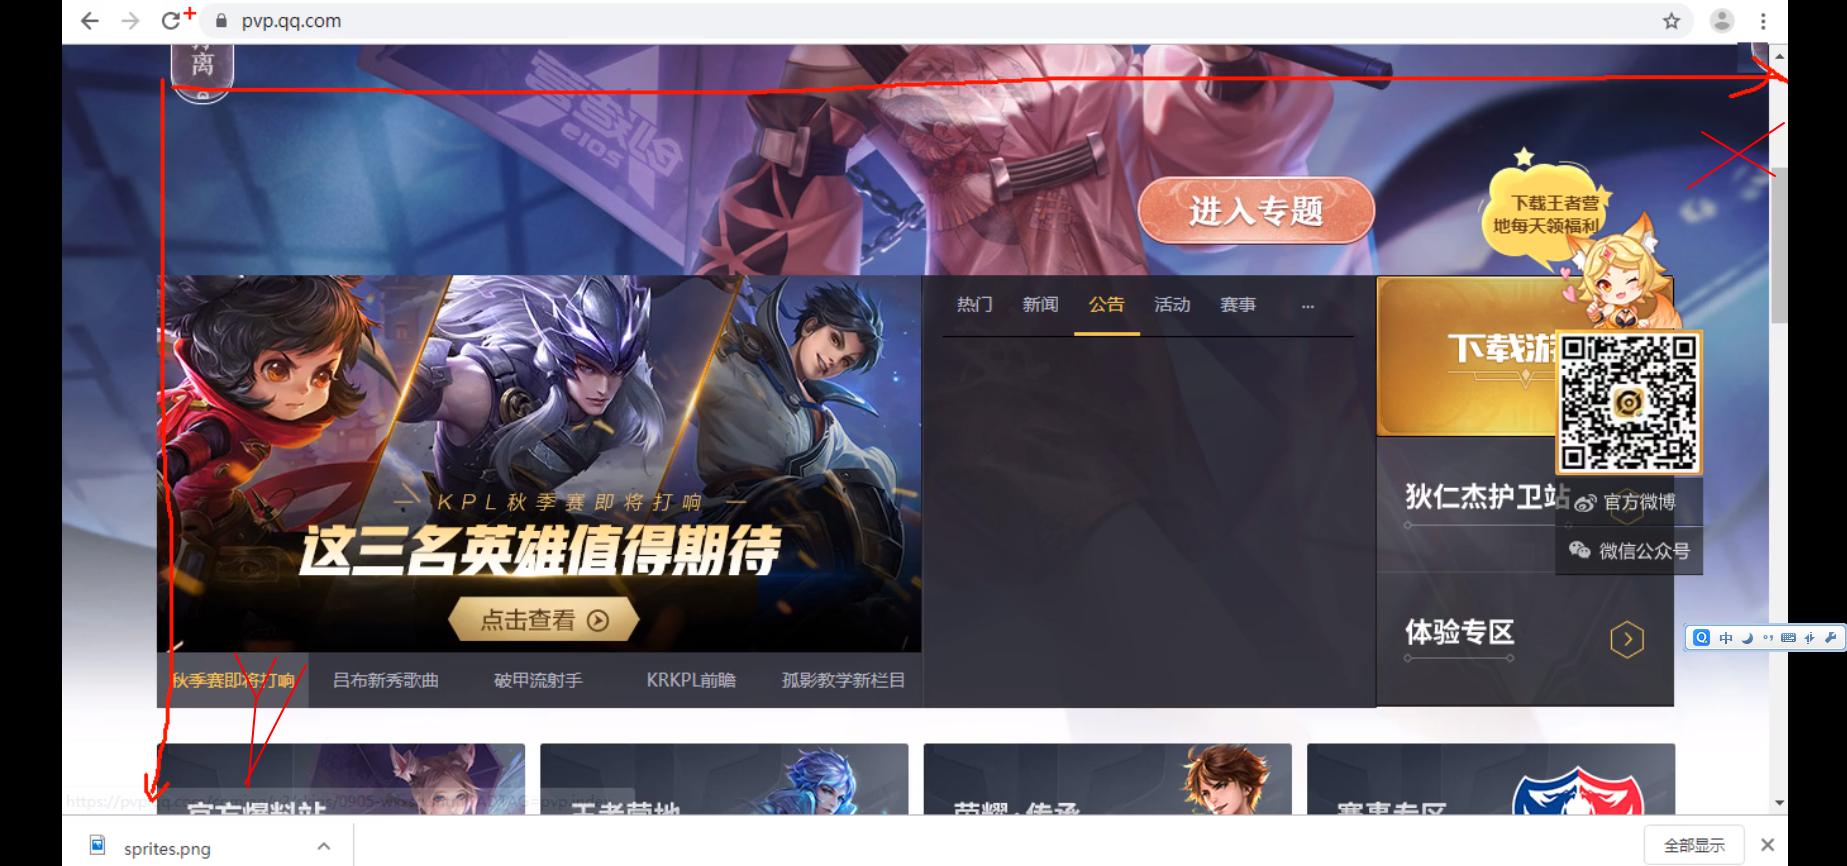 pvp.qq.com
离
进入专题
下载王者营
地每天领福利
热门 新闻 公告 活动 赛事 ...
KPL秋季赛即将打响
这三名英雄值得期待
点击查看
秋季赛即将打响 吕布新秀歌曲 破甲流射手 KRKPL前瞻 孤影教学新栏目
下载游
狄仁杰护卫站
官方微博
微信公众号
体验专区
中
X
Y
官方爆料站 王者营地 荣耀·传承 赛事专区
sprites.png
全部显示